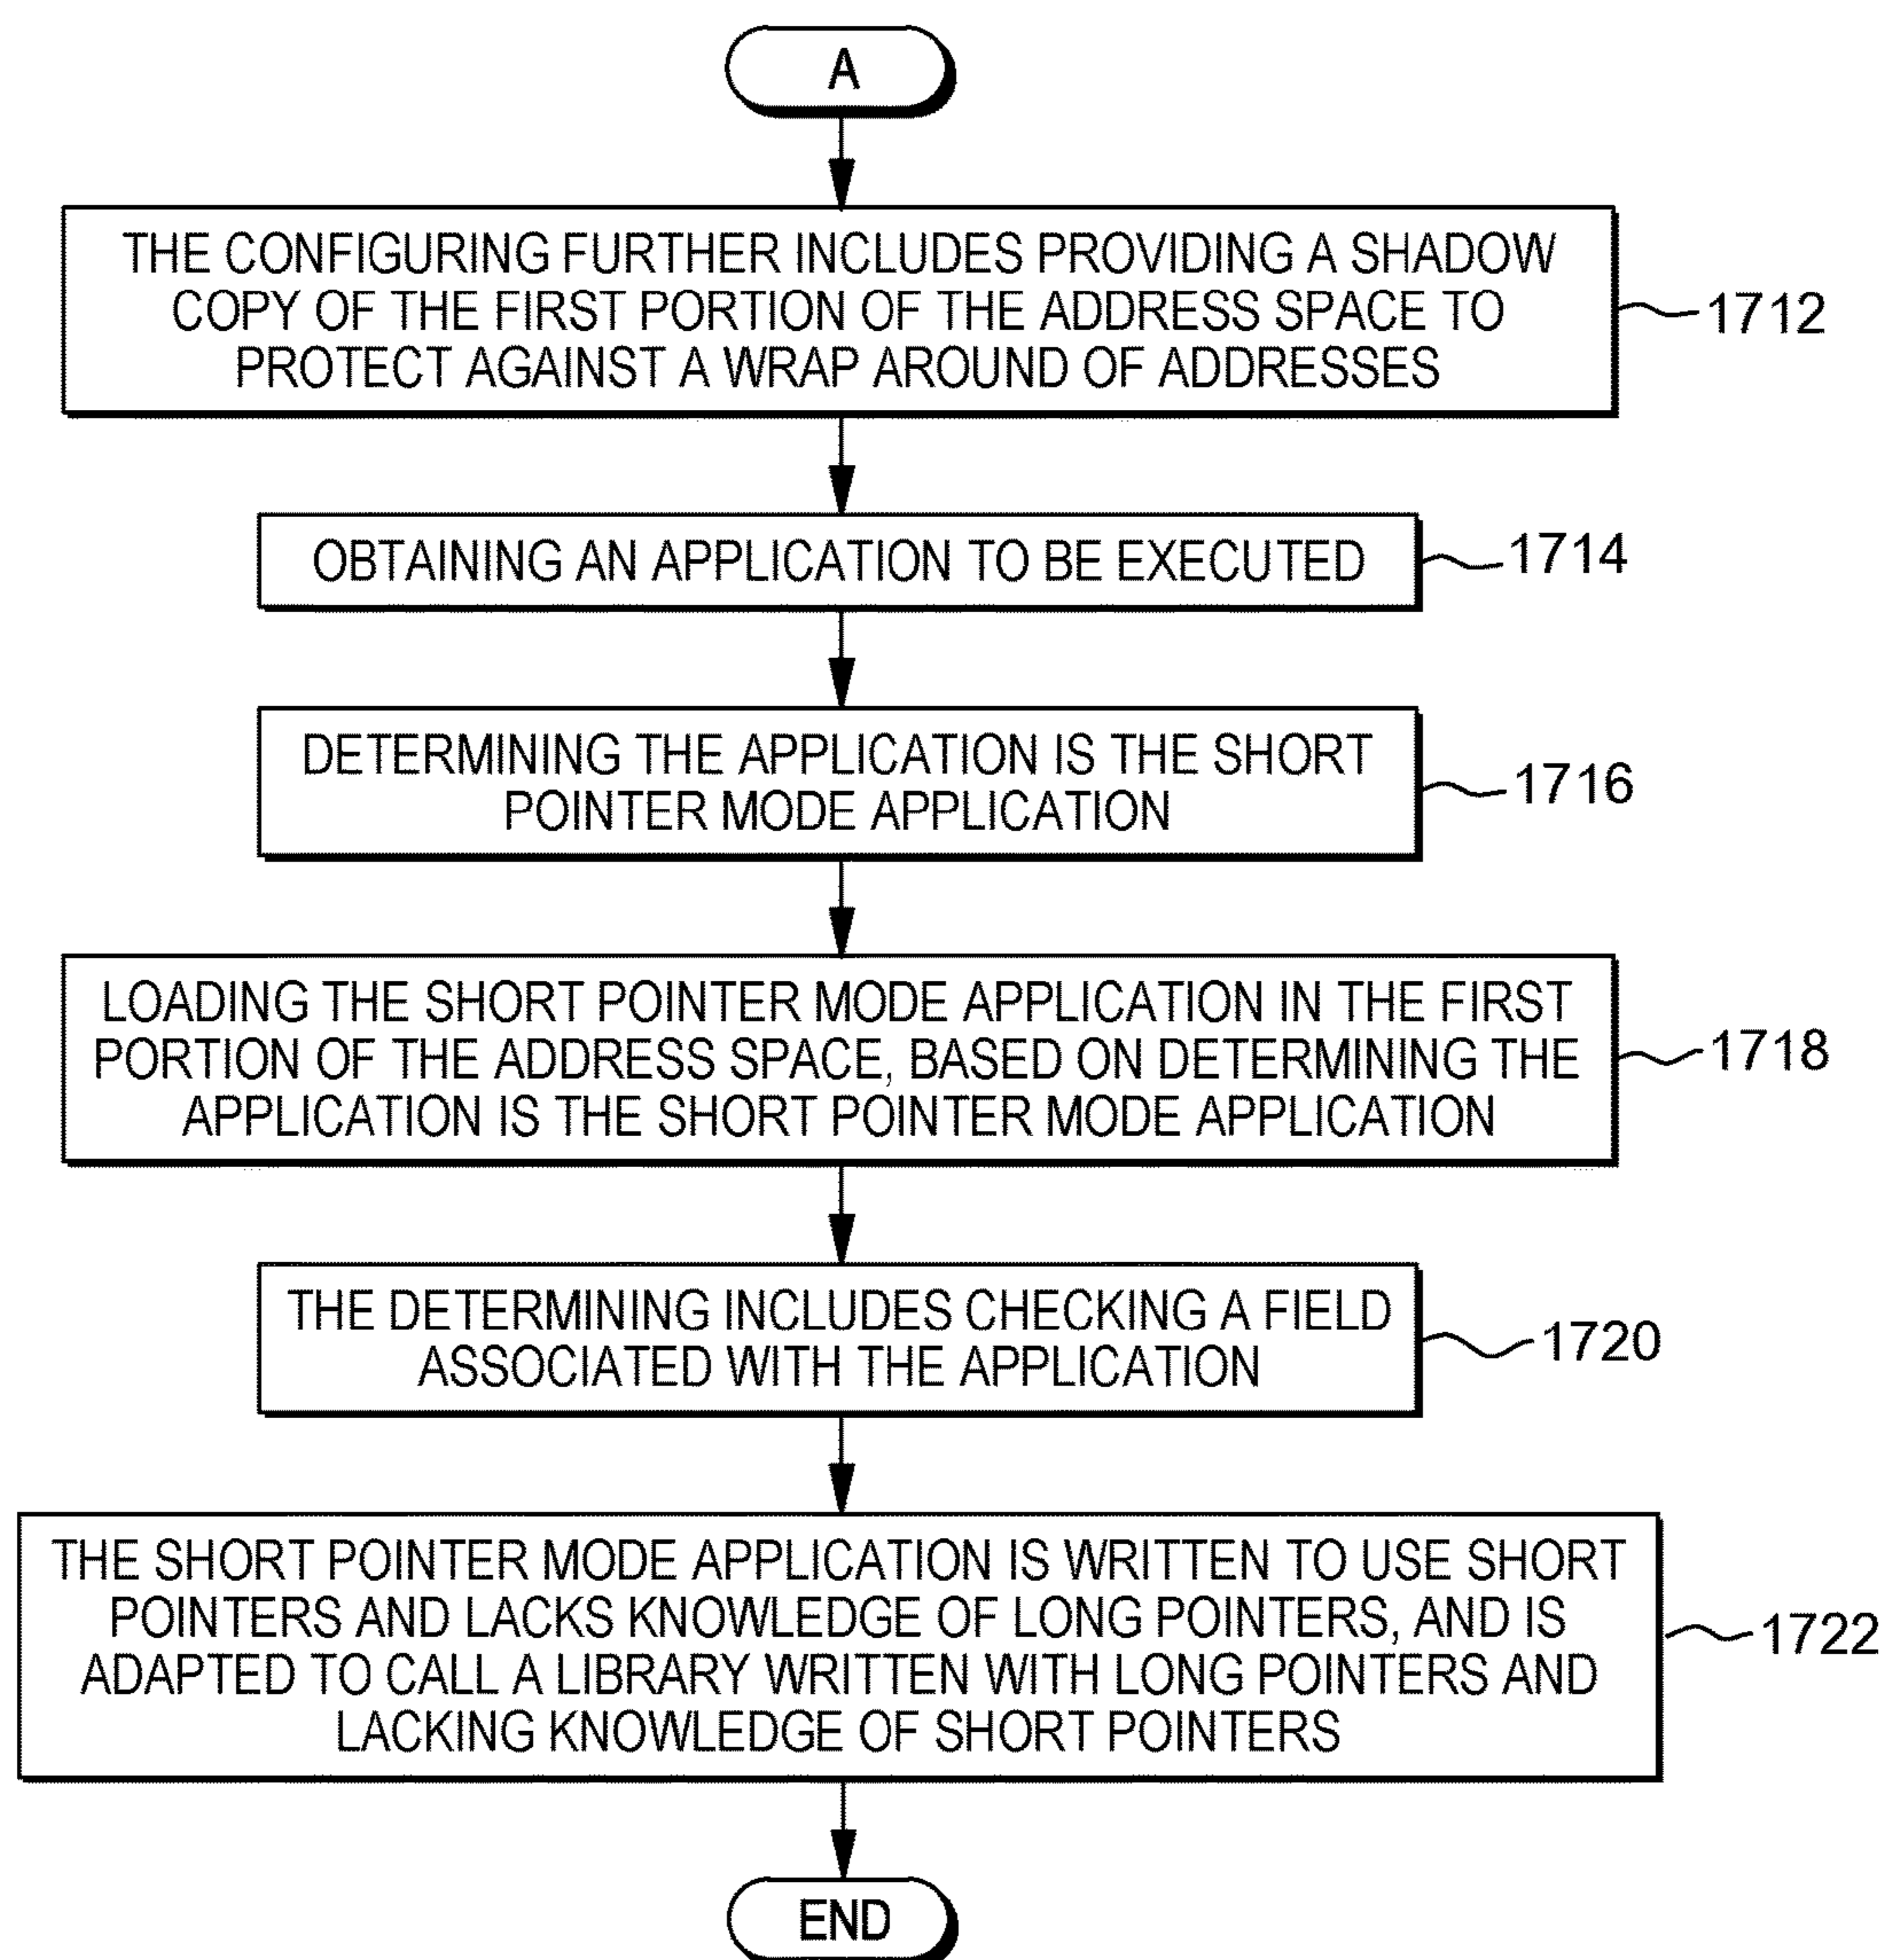 A
THE CONFIGURING FURTHER INCLUDES PROVIDING A SHADOW
COPY OF THE FIRST PORTION OF THE ADDRESS SPACE TO
PROTECT AGAINST A WRAP AROUND OF ADDRESSES
1712
OBTAINING AN APPLICATION TO BE EXECUTED
1714
DETERMINING THE APPLICATION IS THE SHORT
POINTER MODE APPLICATION
1716
LOADING THE SHORT POINTER MODE APPLICATION IN THE FIRST
PORTION OF THE ADDRESS SPACE, BASED ON DETERMINING THE
APPLICATION IS THE SHORT POINTER MODE APPLICATION
1718
THE DETERMINING INCLUDES CHECKING A FIELD
ASSOCIATED WITH THE APPLICATION
1720
THE SHORT POINTER MODE APPLICATION IS WRITTEN TO USE SHORT
POINTERS AND LACKS KNOWLEDGE OF LONG POINTERS, AND IS
ADAPTED TO CALL A LIBRARY WRITTEN WITH LONG POINTERS AND
LACKING KNOWLEDGE OF SHORT POINTERS
1722
END